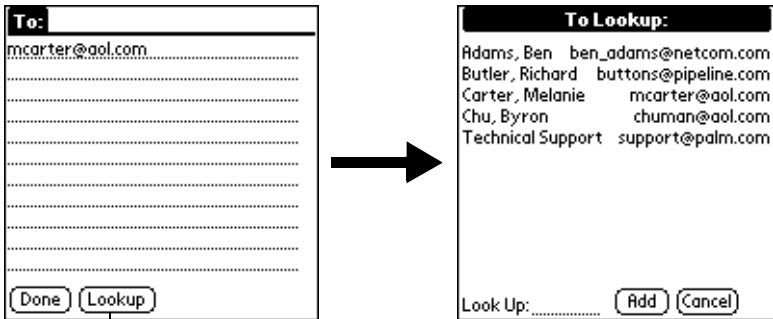 To:
mcarter@aol.com
Done Lookup
To Lookup:
Adams, Ben ben_adams@netcom.com
Butler, Richard buttons@pipeline.com
Carter, Melanie mcarter@aol.com
Chu, Byron chuman@aol.com
Technical Support support@palm.com
Look Up: Add Cancel